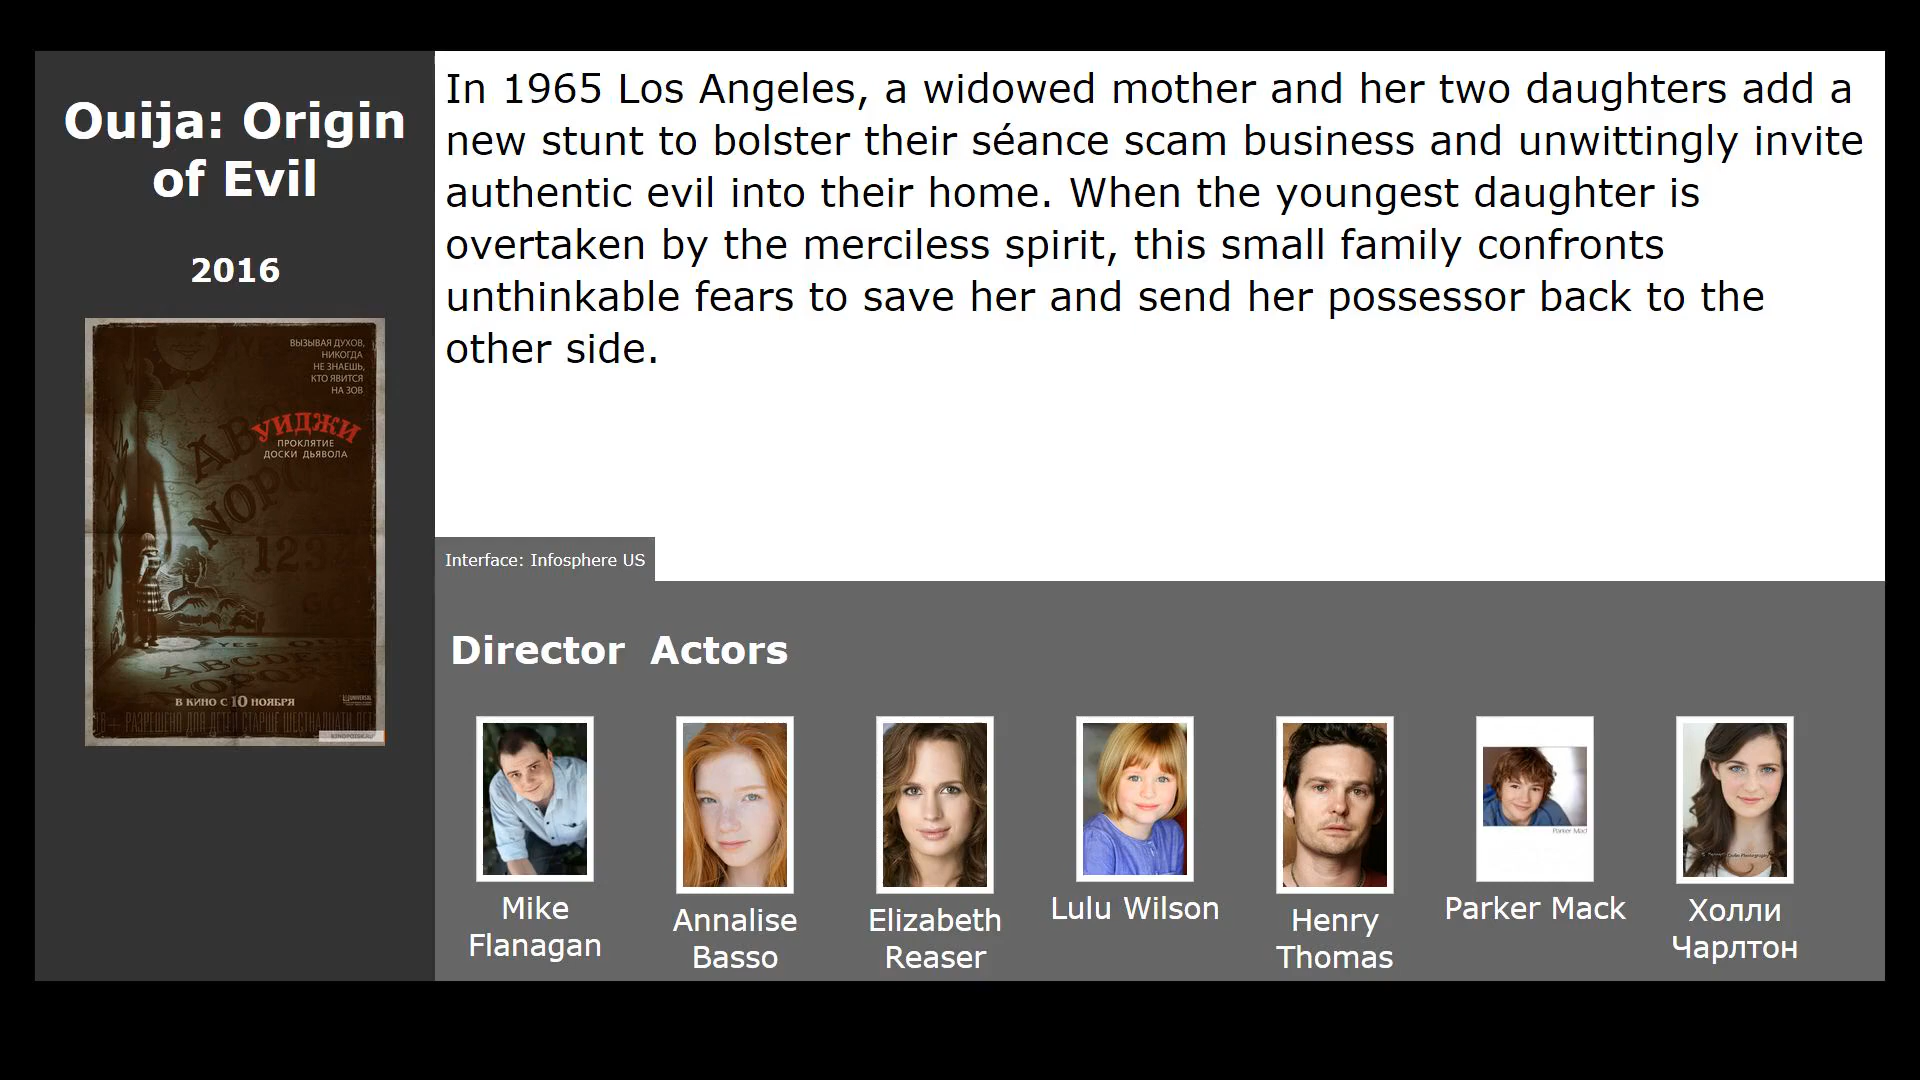 Ouija: Origin
of Evil
2016
ВЫЗЫВАЯ ДУХОВ,
НИКОГДА
НЕ ЗНАЕШЬ,
КТО ЯВИТСЯ
НА ЗОВ
УИДЖИ
ПРОКЛЯТИЕ
ДОСКИ ДЬЯВОЛА
YES
В КИНО С 10 НОЯБРЯ
In 1965 Los Angeles, a widowed mother and her two daughters add a
new stunt to bolster their séance scam business and unwittingly invite
authentic evil into their home. When the youngest daughter is
overtaken by the merciless spirit, this small family confronts
unthinkable fears to save her and send her possessor back to the
other side.
Interface: Infosphere US
Director Actors
Mike
Flanagan
Annalise
Basso
Elizabeth
Reaser
Lulu Wilson
Henry
Thomas
Parker Mack
Холли
Чарлтон